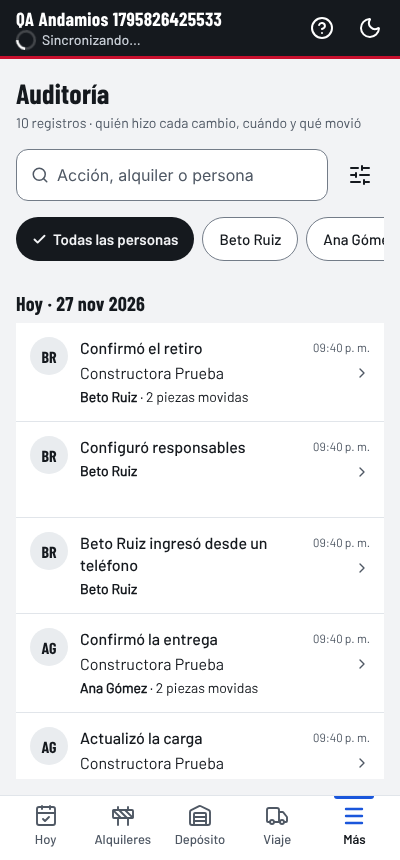 QA Andamios 1795826425533
Sincronizando...
Auditoría
10 registros · quién hizo cada cambio, cuándo y qué movió
Acción, alquiler o persona
Todas las personas
Beto Ruiz
Ana Góme
Hoy · 27 nov 2026
BR
Confirmó el retiro
09:40 p. m.
Constructora Prueba
Beto Ruiz · 2 piezas movidas
BR
Configuró responsables
09:40 p. m.
Beto Ruiz
BR
Beto Ruiz ingresó desde un
teléfono
09:40 p. m.
Beto Ruiz
AG
Confirmó la entrega
09:40 p. m.
Constructora Prueba
Ana Gómez · 2 piezas movidas
AG
Actualizó la carga
09:40 p. m.
Constructora Prueba
Hoy
Alquileres
Depósito
Viaje
Más